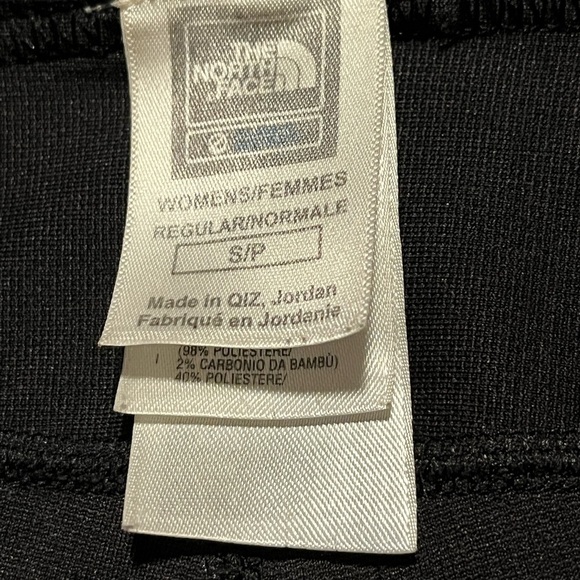 THE
NORTH
FACE
WOMENS/FEMMES
REGULAR/NORMALE
S/P
Made in QIZ, Jordan
Fabriqué en Jordanie
I (98% POLIESTERE/
2% CARBONIO DA BAMBÙ)
40% POLIESTERE/